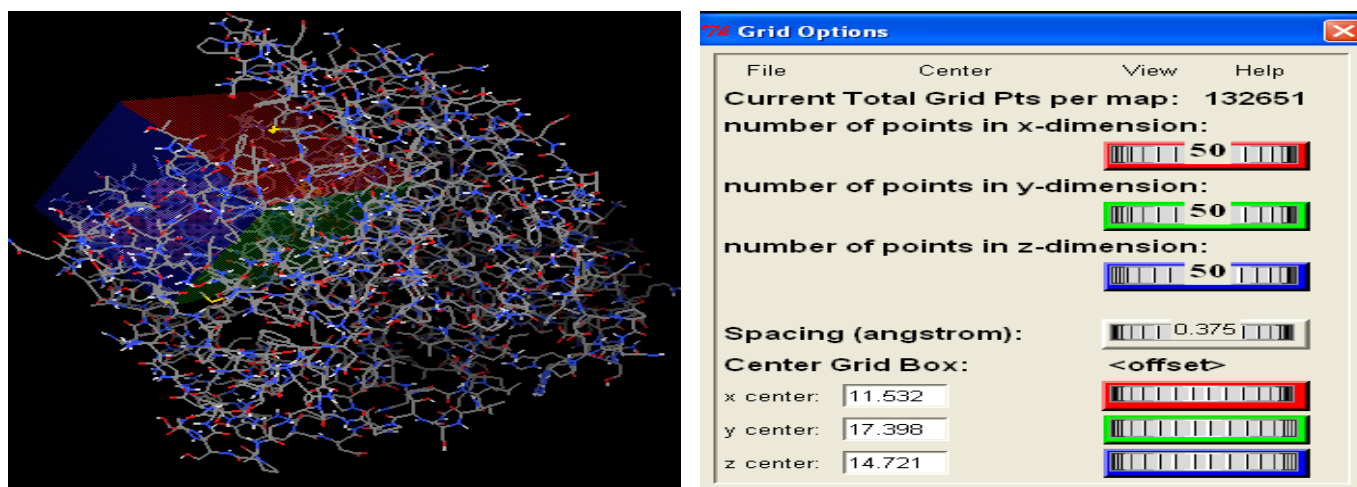 Grid Options
File Center View Help
Current Total Grid Pts per map: 132651
number of points in x-dimension:
50
number of points in y-dimension:
50
number of points in z-dimension:
50
Spacing (angstrom): 0.375
Center Grid Box: <offset>
x center: 11.532
y center: 17.398
z center: 14.721